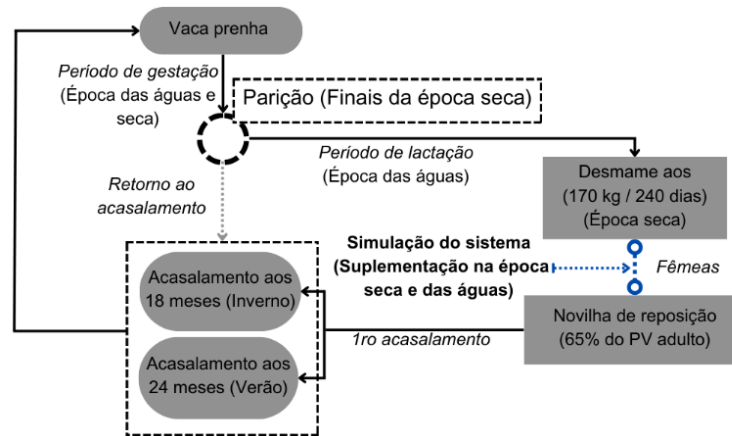 Vaca prenha
Período de gestação
(Época das águas e
seca)
Parição (Finais da época seca)
Período de lactação
(Época das águas)
Desmame aos
(170 kg / 240 dias)
(Época seca)
Retorno ao
acasalamento
Simulação do sistema
(Suplementação na época
seca e das águas)
Fêmeas
Acasalamento aos
18 meses (Inverno)
Novilha de reposição
(65% do PV adulto)
1ro acasalamento
Acasalamento aos
24 meses (Verão)